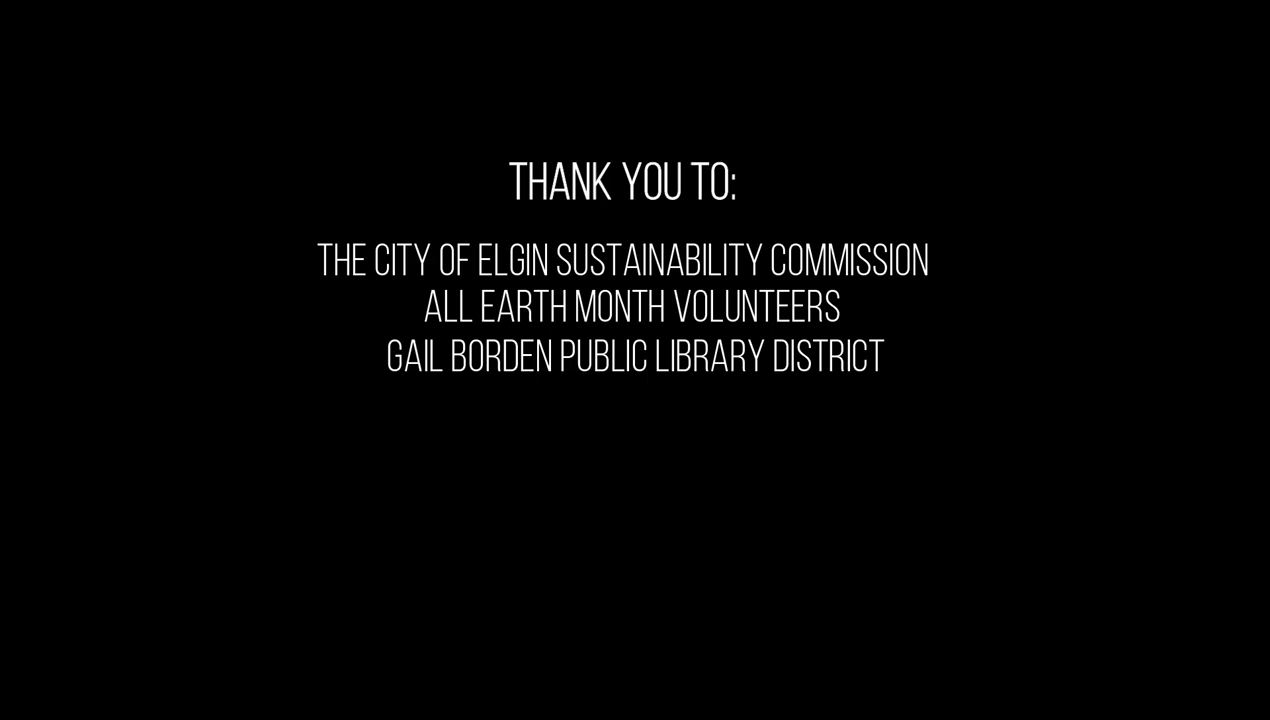 THANK YOU TO:
THE CITY OF ELGIN SUSTAINABILITY COMMISSION
ALL EARTH MONTH VOLUNTEERS
GAIL BORDEN PUBLIC LIBRARY DISTRICT